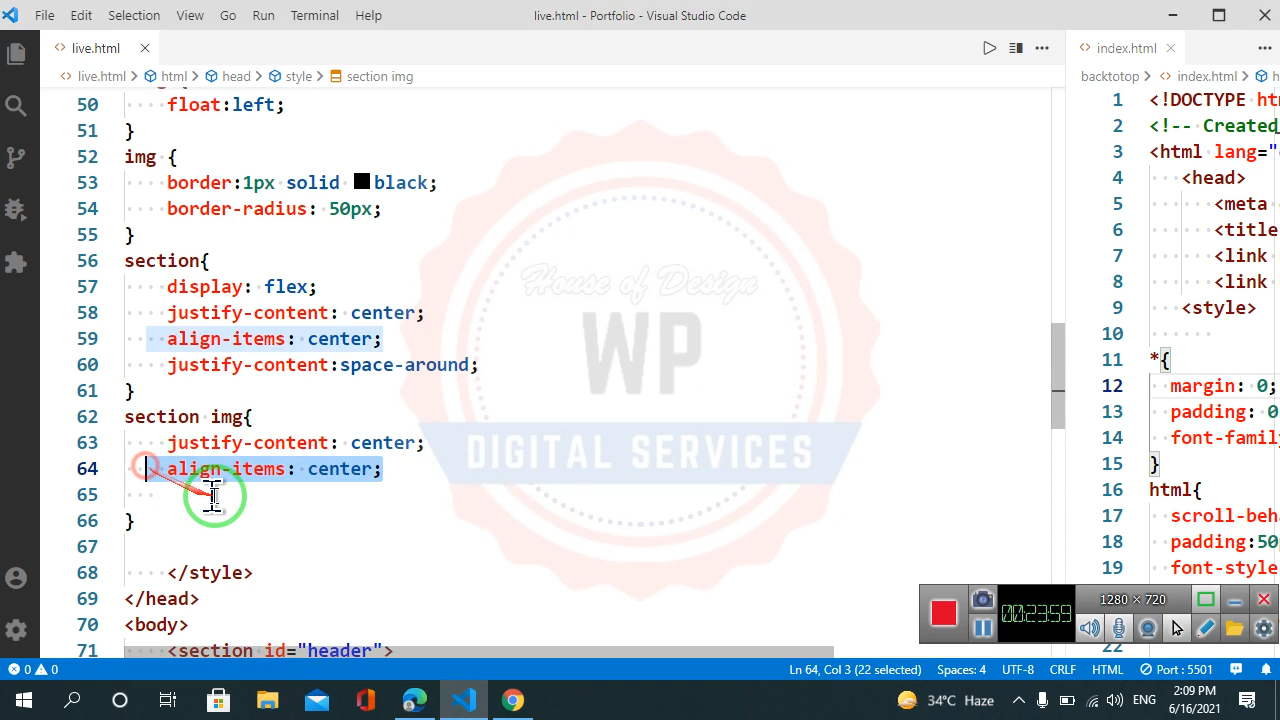 File Edit Selection View Go Run Terminal Help live.html - Portfolio - Visual Studio Code
live.html
index.html
live.html > html > head > style > section img
backtotop > index.html >
50 float:left;
51 }
52 img {
53 border:1px solid black;
54 border-radius: 50px;
55 }
56 section{
57 display: flex;
58 justify-content: center;
59 align-items: center;
60 justify-content:space-around;
61 }
62 section img{
63 justify-content: center;
64 align-items: center;
65
66 }
67
68 </style>
69 </head>
70 <body>
71 <section id="header">
1 <!DOCTYPE
2 <!-- Created
3 <html lang="
4 <head>
5 <meta
6 <title
7 <link
8 <link
9 <style>
10
11 *{
12 margin: 0;
13 padding: 0
14 font-family
15 }
16 html{
17 scroll-beh
18 padding:50
19 font-style
22
House of Design
WP
DIGITAL SERVICES
1280 × 720
00:23:59
0 0 Ln 64, Col 3 (22 selected) Spaces: 4 UTF-8 CRLF HTML Port : 5501
34°C Haze ENG 2:09 PM
6/16/2021